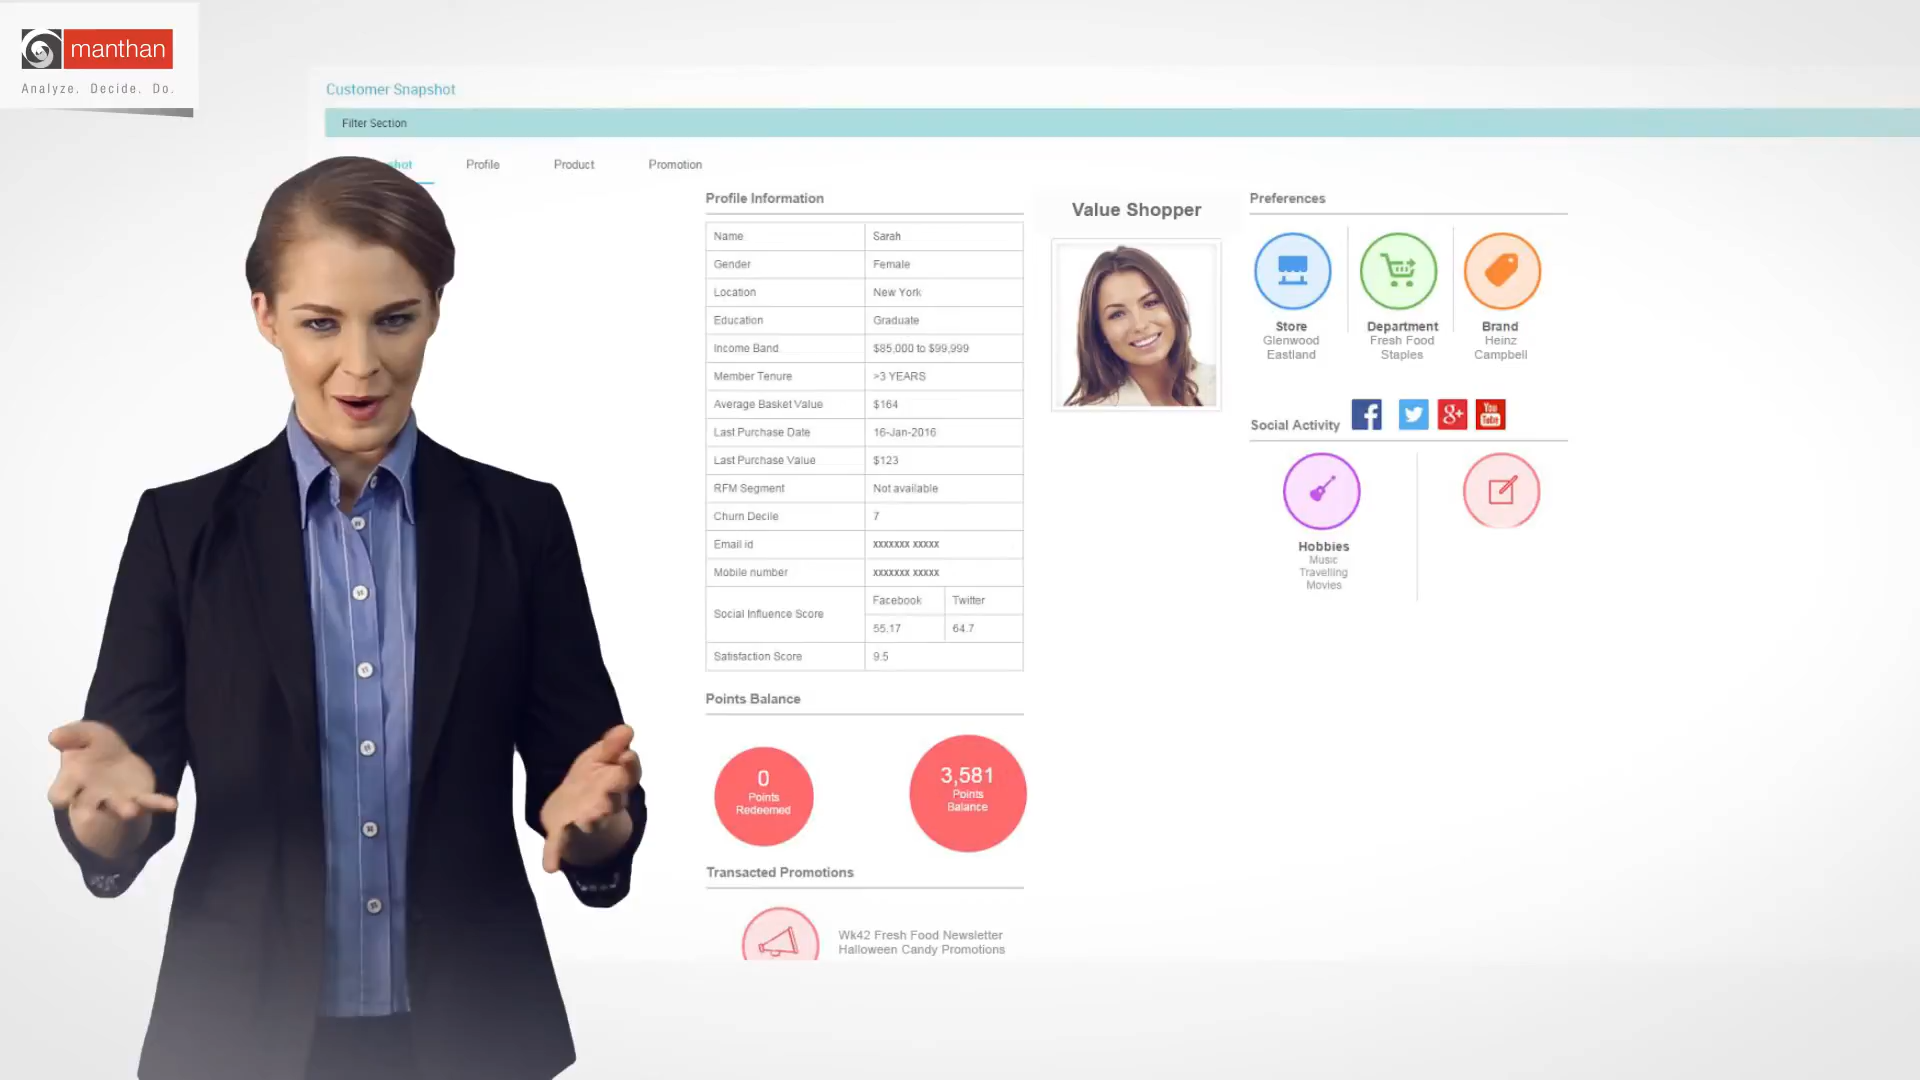 manthan
Analyze. Decide. Do.
Customer Snapshot
Filter Section
shot Profile Product Promotion
Profile Information
Name Sarah
Gender Female
Location New York
Education Graduate
Income Band $85,000 to $99,999
Member Tenure >3 YEARS
Average Basket Value $164
Last Purchase Date 16-Jan-2016
Last Purchase Value $123
RFM Segment Not available
Churn Decile 7
Email id xxxxxxx xxxxx
Mobile number xxxxxxx xxxxx
Social Influence Score
Facebook Twitter
55.17 64.7
Satisfaction Score 9.5
Points Balance
0
Points
Redeemed
3,581
Points
Balance
Transacted Promotions
Wk42 Fresh Food Newsletter
Halloween Candy Promotions
Value Shopper
Preferences
Store
Glenwood
Eastland
Department
Fresh Food
Staples
Brand
Heinz
Campbell
Social Activity
f
g+
You
Tube
Hobbies
Music
Travelling
Movies